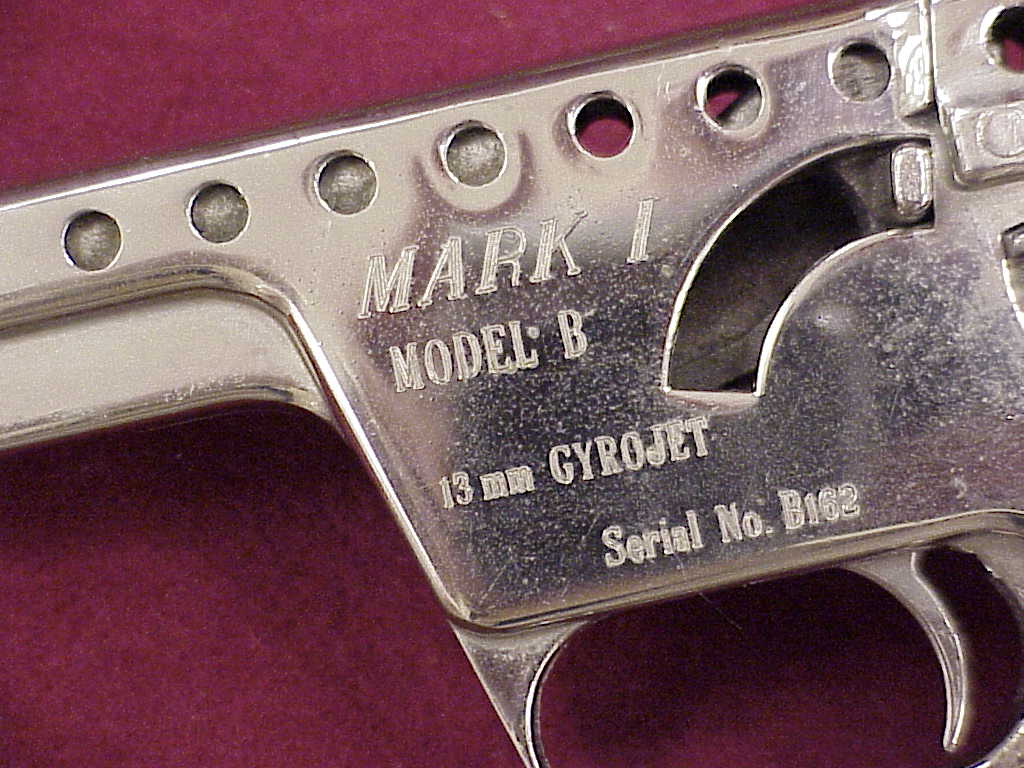 MARK I
MODEL B
13 mm GYROJET
Serial No. B162